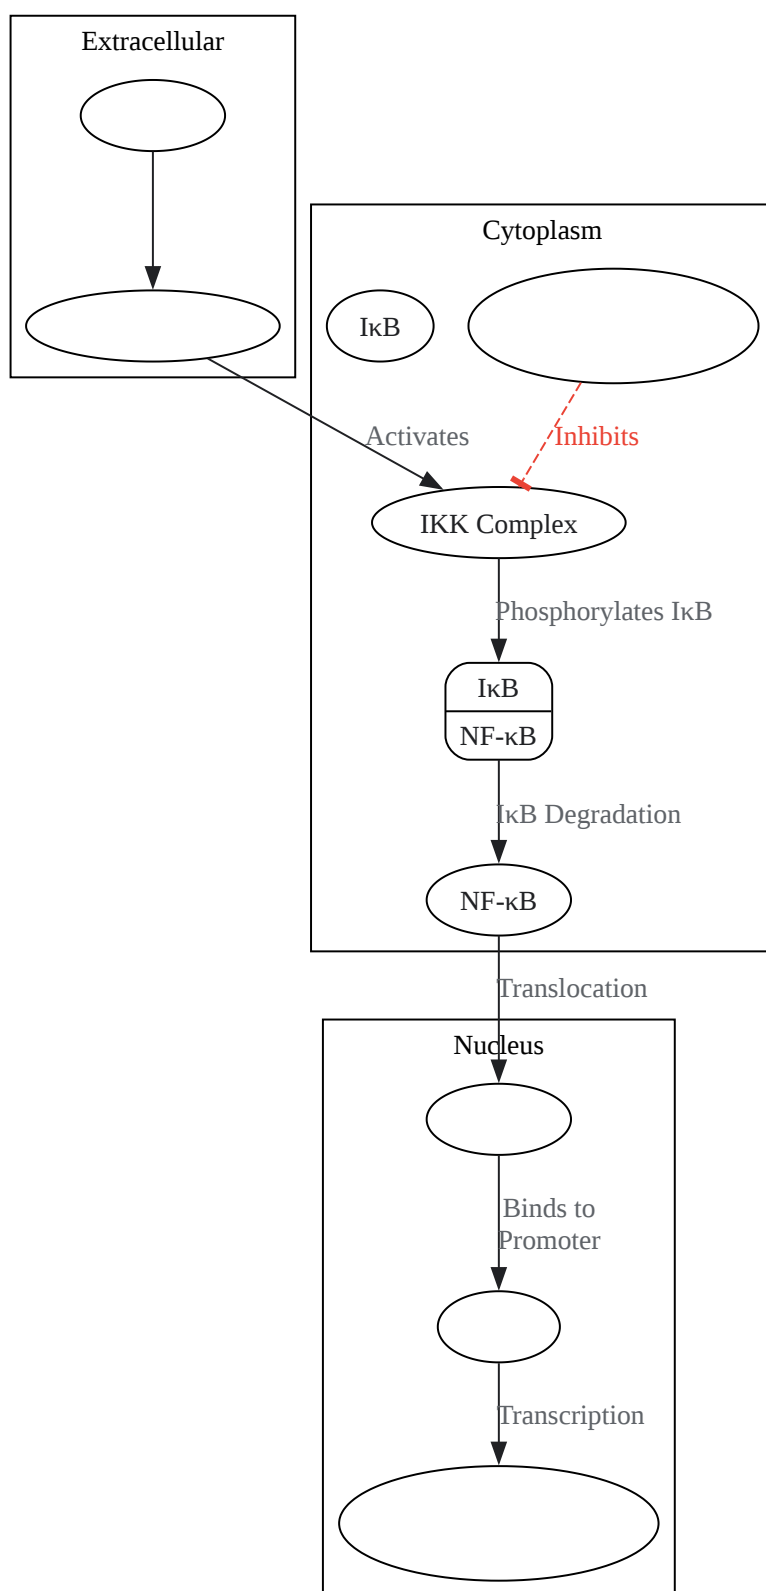 Extracellular
Cytoplasm
IκB
Activates
Inhibits
IKK Complex
Phosphorylates IκB
IκB
NF-κB
IκB Degradation
NF-κB
Translocation
Nucleus
Binds to
Promoter
Transcription